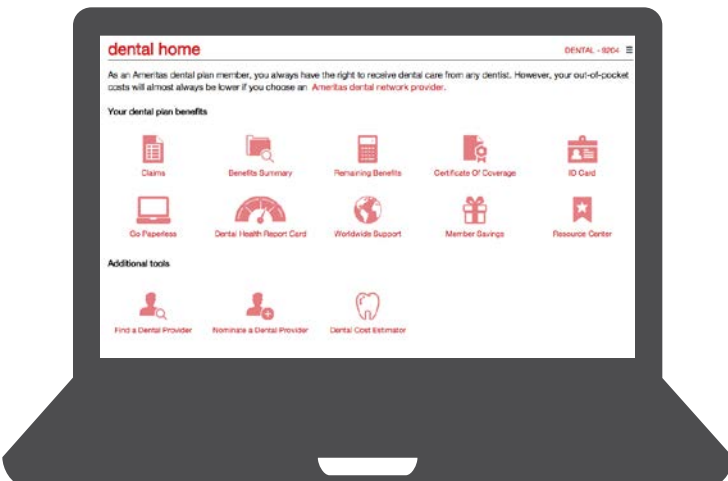 dental home
DENTAL - 9204
As an Ameritas dental plan member, you always have the right to receive dental care from any dentist. However, your out-of-pocket
costs will almost always be lower if you choose an Ameritas dental network provider.
Your dental plan benefits
Claims
Benefits Summary
Remaining Benefits
Certificate Of Coverage
ID Card
Go Paperless
Dental Health Report Card
Worldwide Support
Member Savings
Resource Center
Additional tools
Find a Dental Provider
Nominate a Dental Provider
Dental Cost Estimator